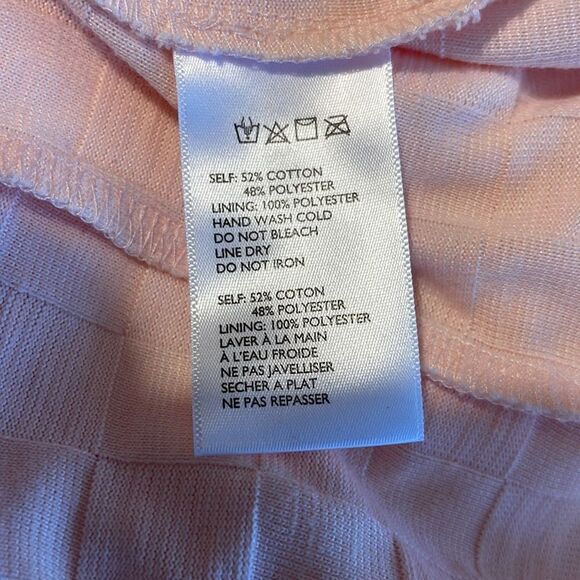 SELF: 52% COTTON
48% POLYESTER
LINING: 100% POLYESTER
HAND WASH COLD
DO NOT BLEACH
LINE DRY
DO NOT IRON
SELF: 52% COTON
48% POLYESTER
LINING: 100% POLYESTER
LAVER À LA MAIN
À L'EAU FROIDE
NE PAS JAVELLISER
SECHER A PLAT
NE PAS REPASSER